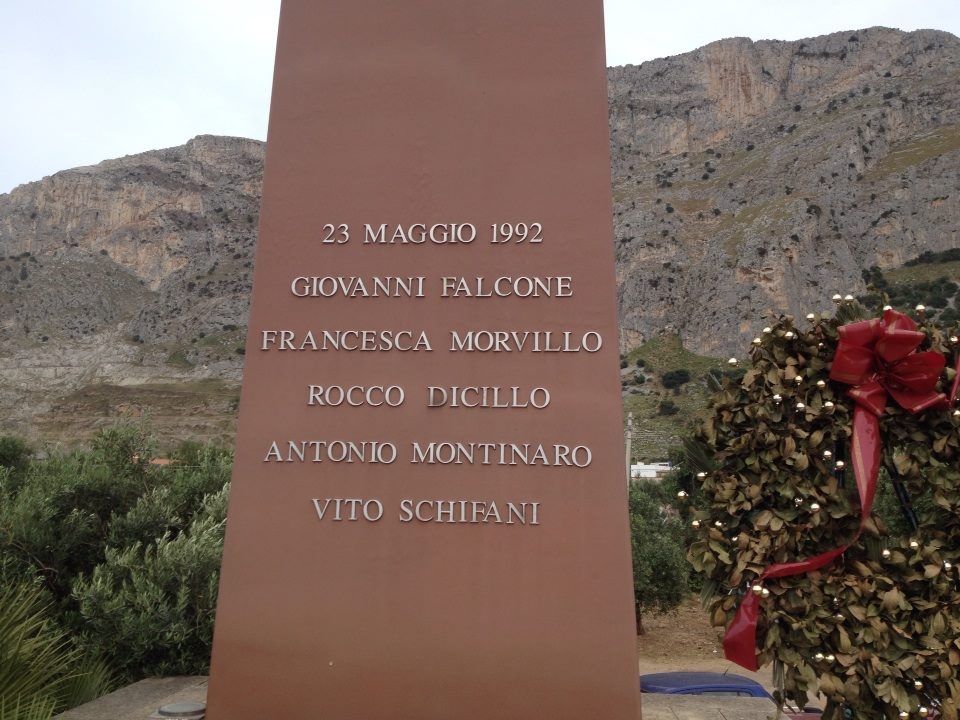 23 MAGGIO 1992
GIOVANNI FALCONE
FRANCESCA MORVILLO
ROCCO DICILLO
ANTONIO MONTINARO
VITO SCHIFANI